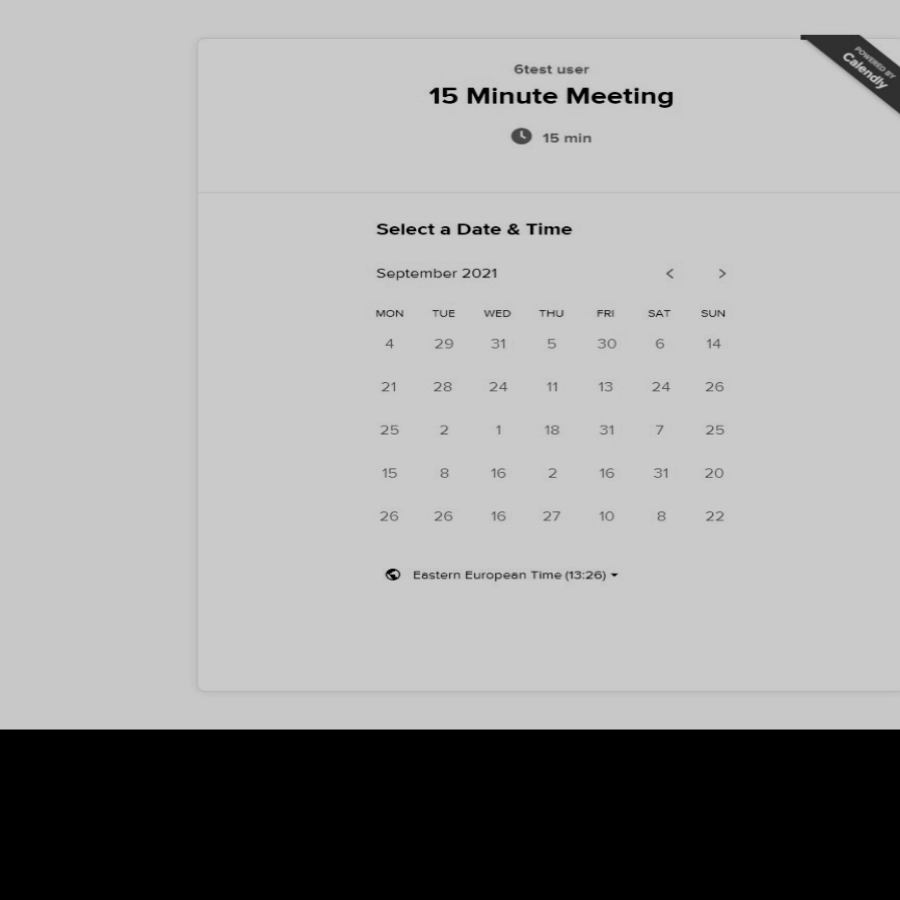 POWERED BY
Calendly
6test user
15 Minute Meeting
15 min
Select a Date & Time
September 2021 < >
MON TUE WED THU FRI SAT SUN
4 29 31 5 30 6 14
21 28 24 11 13 24 26
25 2 1 18 31 7 25
15 8 16 2 16 31 20
26 26 16 27 10 8 22
Eastern European Time (13:26)